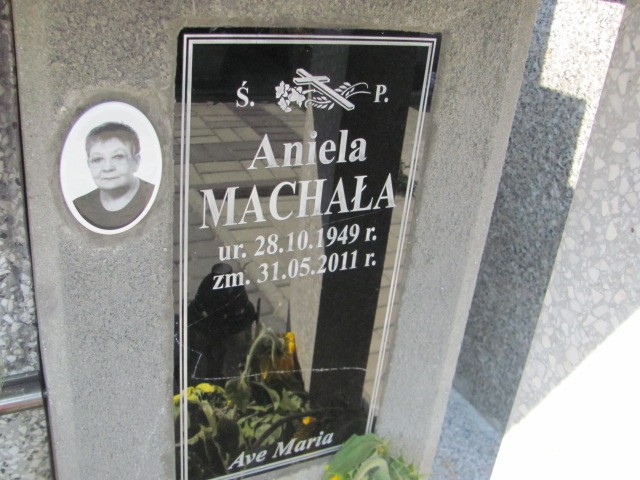 Ś. P.
Aniela
MACHAŁA
ur. 28.10.1949 r.
zm. 31.05.2011 r.
Ave Maria